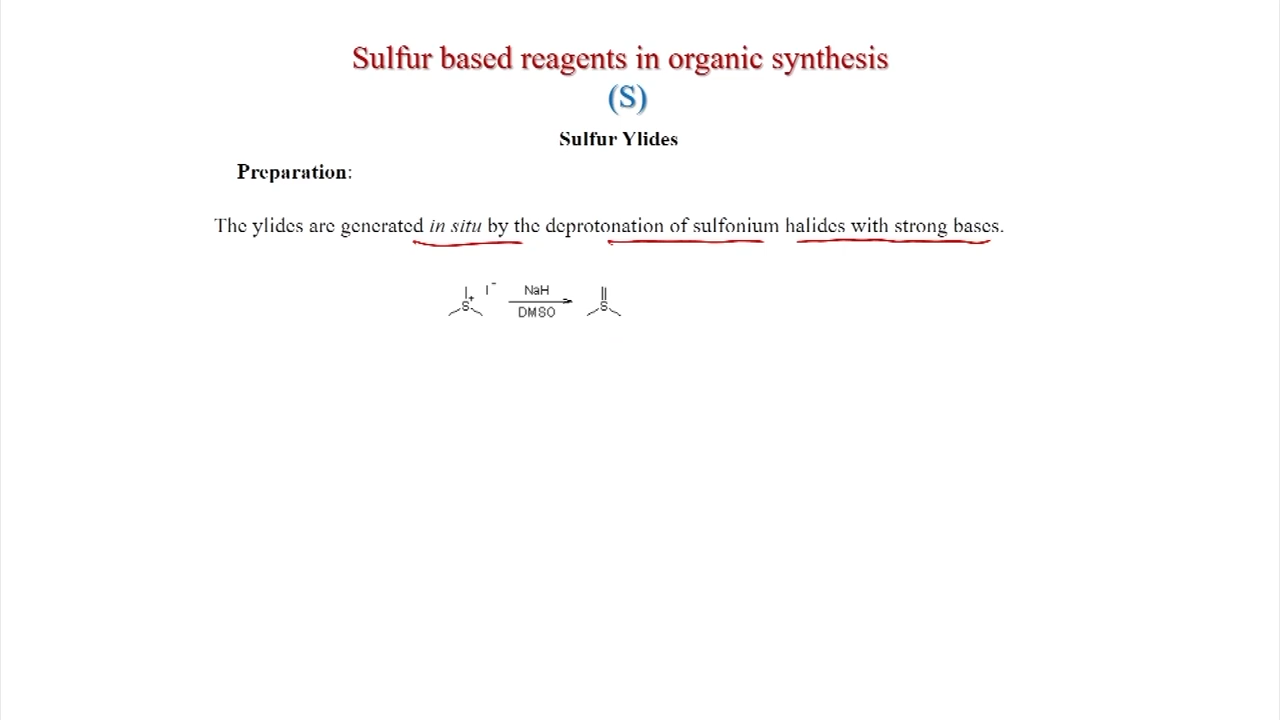 Sulfur based reagents in organic synthesis
(S)
Sulfur Ylides
Preparation:
The ylides are generated in situ by the deprotonation of sulfonium halides with strong bases.
S+ I- NaH S
DMSO